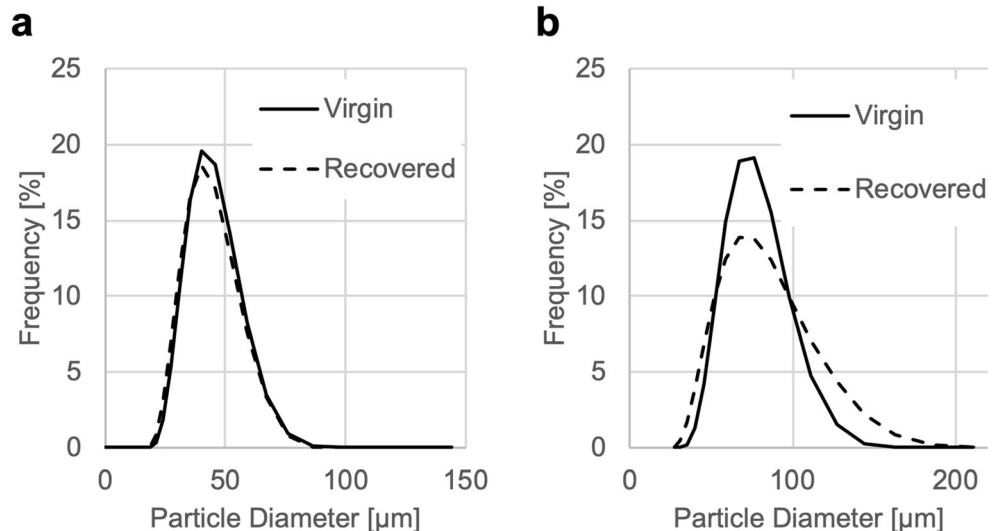 a
25
20
15
10
5
0
Frequency [%]
Virgin
Recovered
0 50 100 150
Particle Diameter [µm]
b
25
20
15
10
5
0
Frequency [%]
Virgin
Recovered
0 100 200
Particle Diameter [µm]